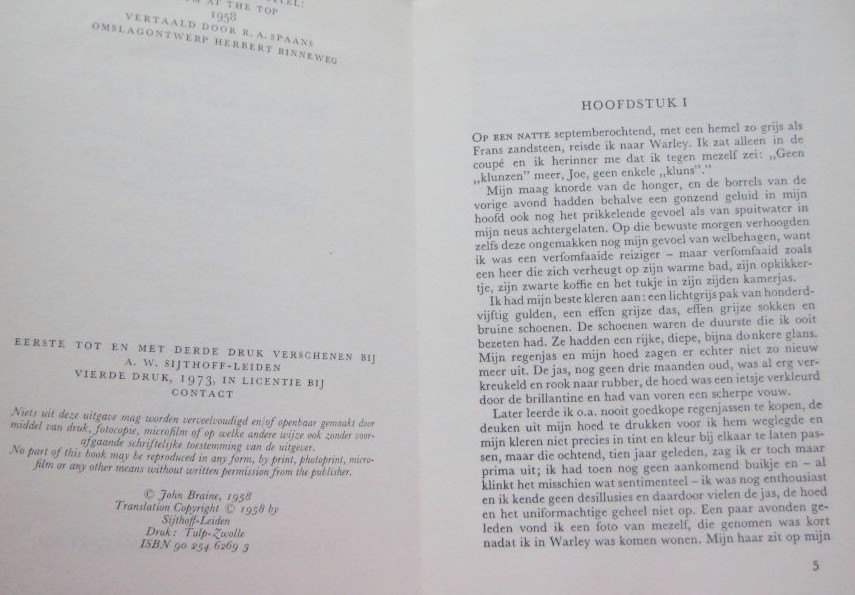 AT THE TOP
1958
VERTAALD DOOR R. A. SPAANS
OMSLAGONTWERP HERBERT BINNEWEG
EERSTE TOT EN MET DERDE DRUK VERSCHENEN BIJ
A. W. SIJTHOFF-LEIDEN
VIERDE DRUK, 1973, IN LICENTIE BIJ
CONTACT
Niets uit deze uitgave mag worden verveelvoudigd en/of openbaar gemaakt door
middel van druk, fotocopie, microfilm of op welke andere wijze ook zonder voor-
afgaande schriftelijke toestemming van de uitgever.
No part of this book may be reproduced in any form, by print, photoprint, micro-
film or any other means without written permission from the publisher.
© John Braine, 1958
Translation Copyright © 1958 by
Sijthoff-Leiden
Druk: Tulp-Zwolle
ISBN 90 254 6269 3
HOOFDSTUK I
OP EEN NATTE septemberochtend, met een hemel zo grijs als
Frans zandsteen, reisde ik naar Warley. Ik zat alleen in de
coupé en ik herinner me dat ik tegen mezelf zei: „Geen
„klunzen” meer, Joe, geen enkele „kluns”.”
Mijn maag knorde van de honger, en de borrels van de
vorige avond hadden behalve een gonzend geluid in mijn
hoofd ook nog het prikkelende gevoel als van spuitwater in
mijn neus achtergelaten. Op die bewuste morgen verhoogden
zelfs deze ongemakken nog mijn gevoel van welbehagen, want
ik was een verfomfaaide reiziger – maar verfomfaaid zoals
een heer die zich verheugt op zijn warme bad, zijn opkikker-
tje, zijn zwarte koffie en het tukje in zijn zijden kamerjas.
Ik had mijn beste kleren aan: een lichtgrijs pak van honderd-
vijftig gulden, een effen grijze das, effen grijze sokken en
bruine schoenen. De schoenen waren de duurste die ik ooit
bezeten had. Ze hadden een rijke, diepe, bijna donkere glans.
Mijn regenjas en mijn hoed zagen er echter niet zo nieuw
meer uit. De jas, nog geen drie maanden oud, was al erg ver-
kreukeld en rook naar rubber, de hoed was een ietsje verkleurd
door de brillantine en had van voren een scherpe vouw.
Later leerde ik o.a. nooit goedkope regenjassen te kopen, de
deuken uit mijn hoed te drukken voor ik hem weglegde en
mijn kleren niet precies in tint en kleur bij elkaar te laten pas-
sen, maar die ochtend, tien jaar geleden, zag ik er toch maar
prima uit; ik had toen nog geen aankomend buikje en – al
klinkt het misschien wat sentimenteel – ik was nog enthousiast
en ik kende geen desillusies en daardoor vielen de jas, de hoed
en het uniformachtige geheel niet op. Een paar avonden ge-
leden vond ik een foto van mezelf, die genomen was kort
nadat ik in Warley was komen wonen. Mijn haar zit op mijn
5